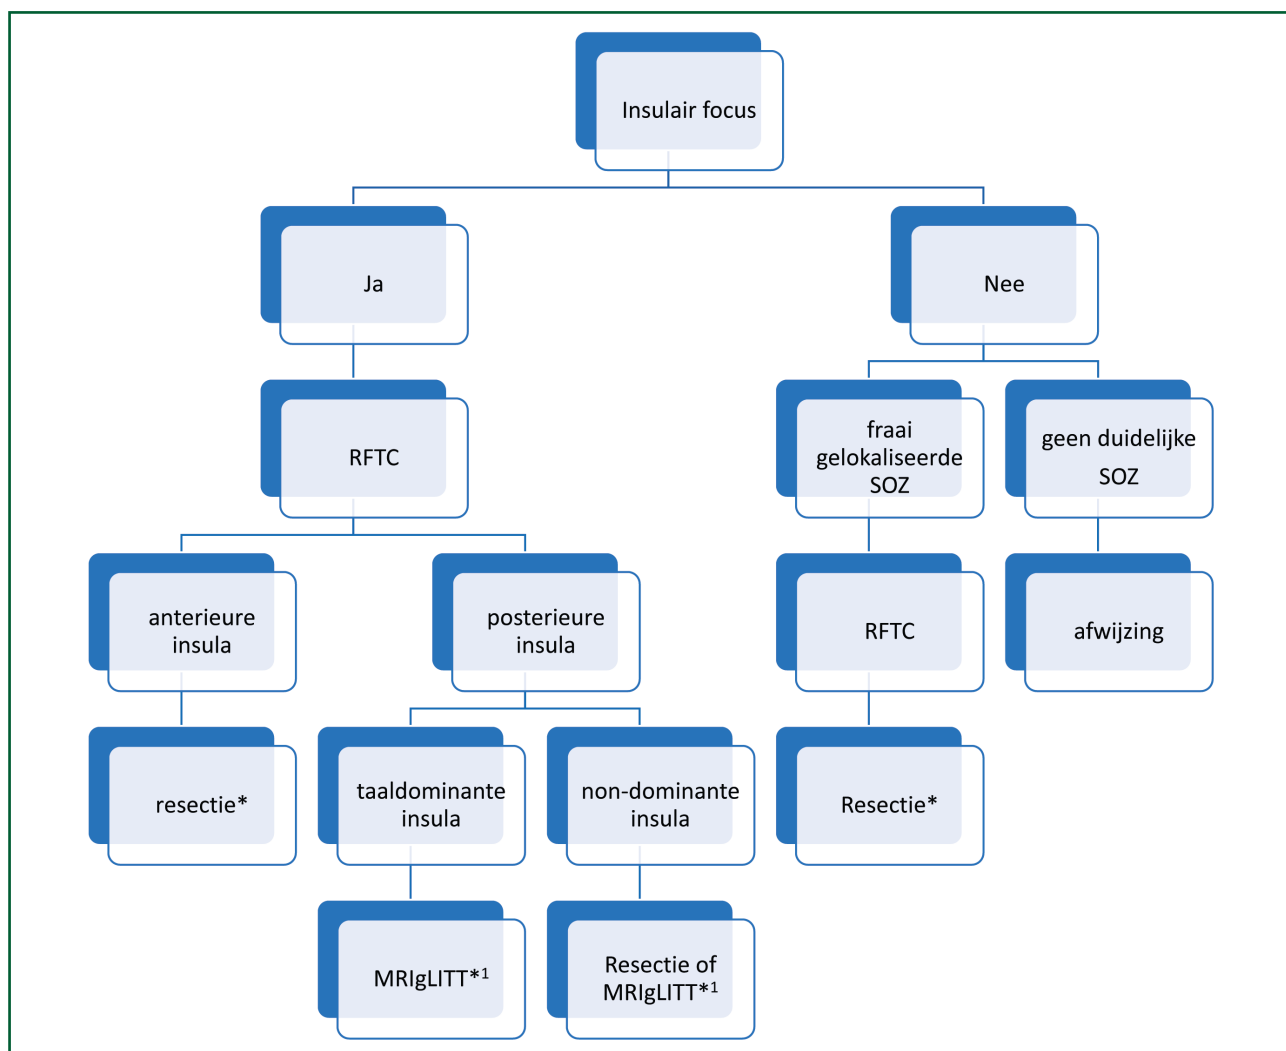 Insulair focus
Ja
Nee
RFTC
fraai
gelokaliseerde
SOZ
geen duidelijke
SOZ
anterieure
insula
posterieure
insula
RFTC
afwijzing
resectie*
taaldominante
insula
non-dominante
insula
Resectie*
MRIgLITT*¹
Resectie of
MRIgLITT*¹